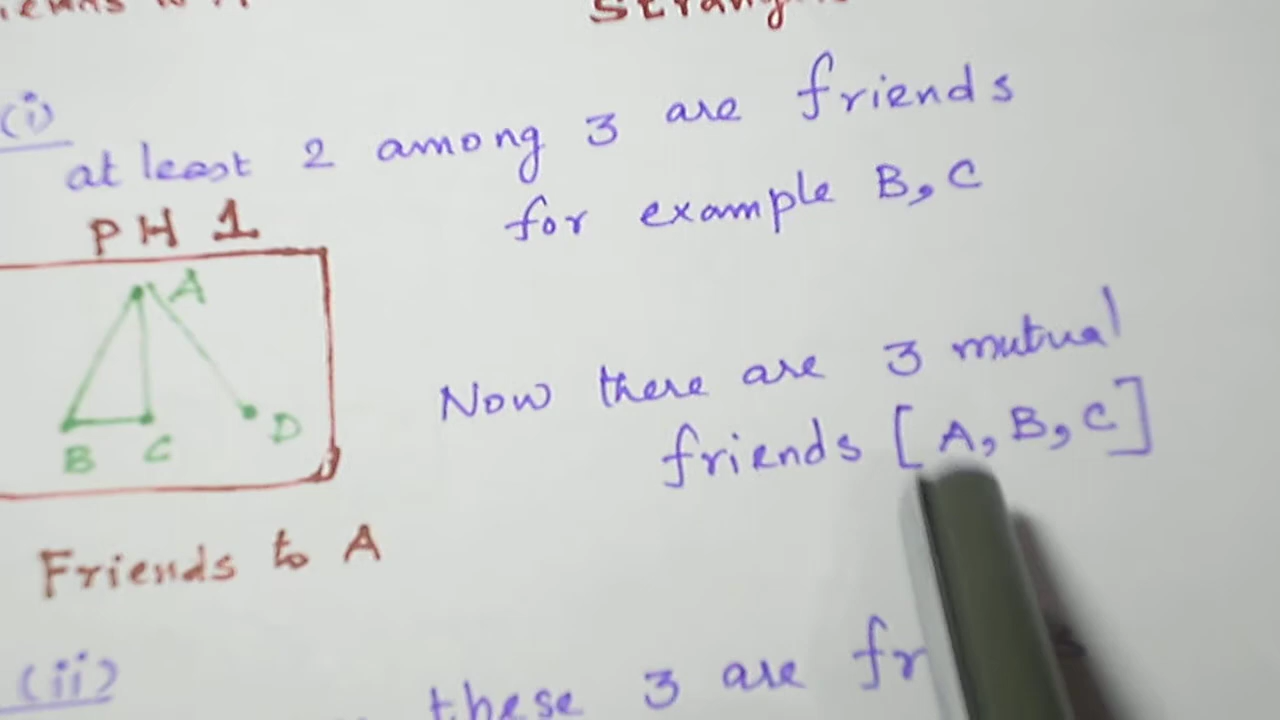 (i)
at least 2 among 3 are friends
for example B, C
PH 1
A
B C D
Now there are 3 mutual
friends [A, B, C]
Friends to A
(ii)
these 3 are